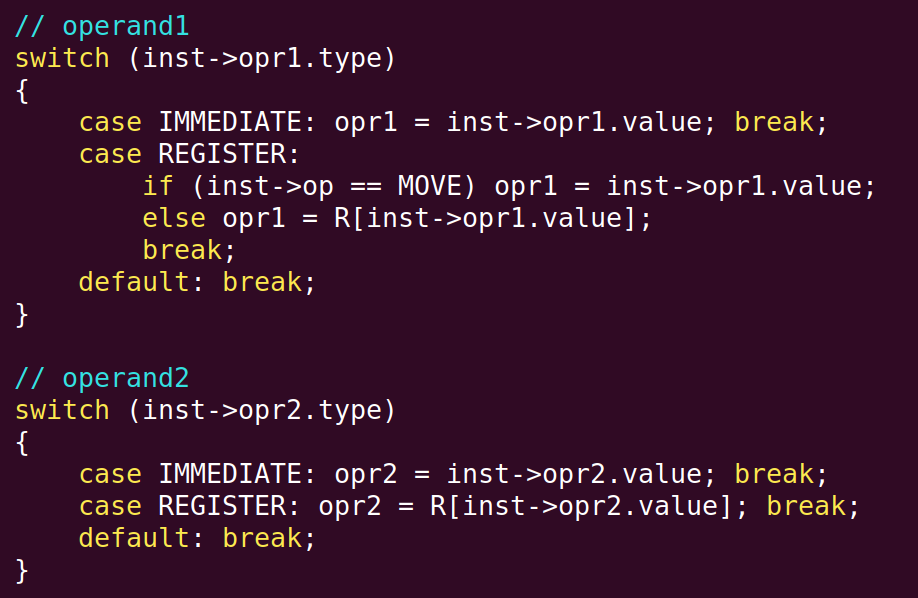 // operand1
switch (inst->opr1.type)
{
    case IMMEDIATE: opr1 = inst->opr1.value; break;
    case REGISTER:
        if (inst->op == MOVE) opr1 = inst->opr1.value;
        else opr1 = R[inst->opr1.value];
        break;
    default: break;
}

// operand2
switch (inst->opr2.type)
{
    case IMMEDIATE: opr2 = inst->opr2.value; break;
    case REGISTER: opr2 = R[inst->opr2.value]; break;
    default: break;
}